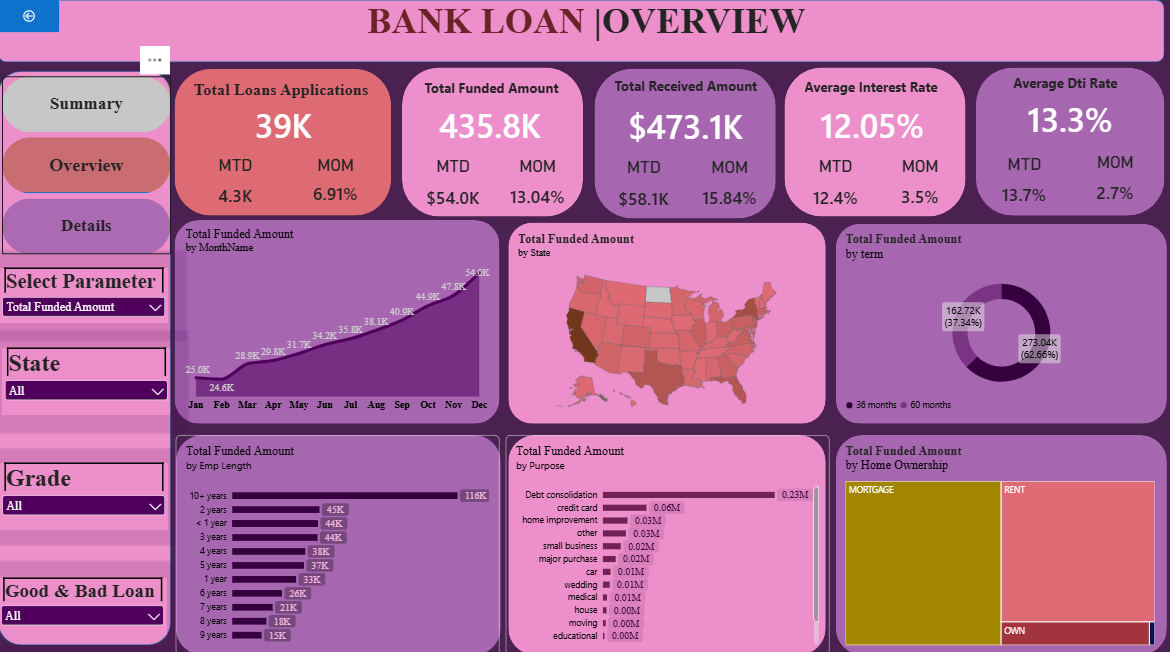 BANK LOAN |OVERVIEW
Summary
Overview
Details
Select Parameter
Total Funded Amount
State
All
Grade
All
Good & Bad Loan
All
Total Loans Applications
39K
MTD MOM
4.3K 6.91%
Total Funded Amount
435.8K
MTD MOM
$54.0K 13.04%
Total Received Amount
$473.1K
MTD MOM
$58.1K 15.84%
Average Interest Rate
12.05%
MTD MOM
12.4% 3.5%
Average Dti Rate
13.3%
MTD MOM
13.7% 2.7%
Total Funded Amount
by MonthName
25.0K 24.6K 28.9K 29.8K 31.7K 34.2K 35.8K 38.1K 40.9K 44.9K 47.8K 54.0K
Jan Feb Mar Apr May Jun Jul Aug Sep Oct Nov Dec
Total Funded Amount
by State
Total Funded Amount
by term
162.72K
(37.34%)
273.04K
(62.66%)
36 months 60 months
Total Funded Amount
by Emp Length
10+ years 116K
2 years 45K
< 1 year 44K
3 years 44K
4 years 38K
5 years 37K
1 year 33K
6 years 26K
7 years 21K
8 years 18K
9 years 15K
Total Funded Amount
by Purpose
Debt consolidation 0.23M
credit card 0.06M
home improvement 0.03M
other 0.03M
small business 0.02M
major purchase 0.02M
car 0.01M
wedding 0.01M
medical 0.01M
house 0.00M
moving 0.00M
educational 0.00M
Total Funded Amount
by Home Ownership
MORTGAGE
RENT
OWN